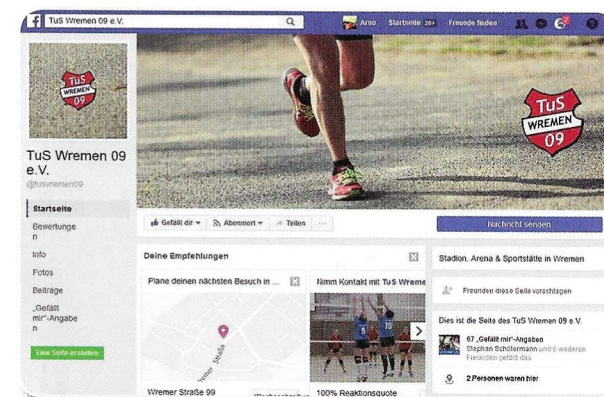 TuS Wremen 09 e.V.
Arno Startseite 20+ Freunde finden
TuS
WREMEN
09
TuS
WREMEN
09
TuS Wremen 09
e.V.
@tuswremen09
Startseite
Bewertunge
n
Info
Fotos
Beiträge
„Gefällt
mir“-Angabe
n
Eine Seite erstellen
Gefällt dir Abonniert Teilen ...
Nachricht senden
Deine Empfehlungen
Plane deinen nächsten Besuch in ...
Wremer Straße
Wremer Straße 99
Nimm Kontakt mit TuS Wreme
100% Reaktionsquote
Stadion, Arena & Sportstätte in Wremen
Freunden diese Seite vorschlagen
Dies ist die Seite des TuS Wremen 09 e.V.
67 „Gefällt mir“-Angaben
Stephan Schölermann und 6 weiteren
Freunden gefällt das
2 Personen waren hier